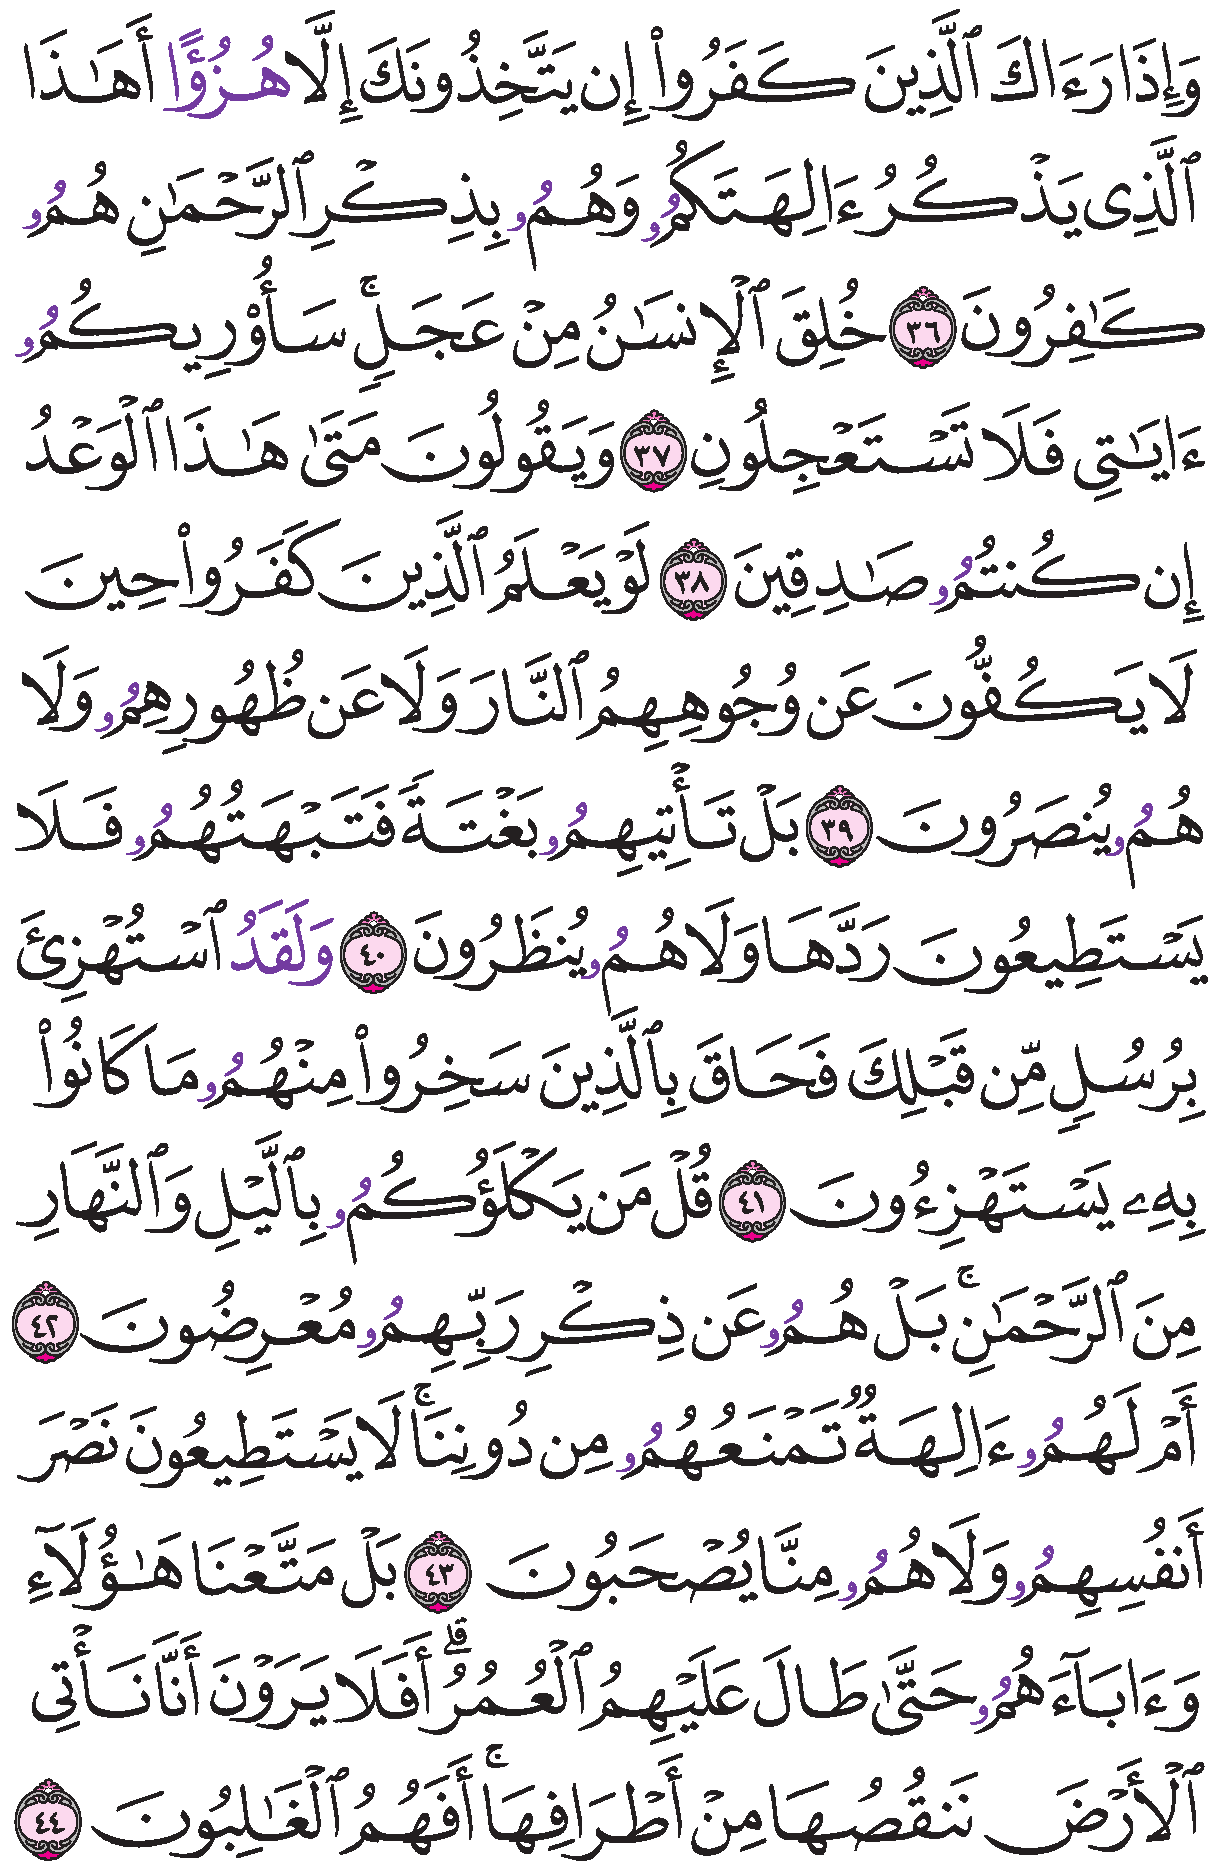 وَإِذَا رَءَاكَ ٱلَّذِينَ كَفَرُوا۟ إِن يَتَّخِذُونَكَ إِلَّا هُزُؤًا أَهَـٰذَا
ٱلَّذِى يَذْكُرُ ءَالِهَتَكُمُۥ وَهُمُۥ بِذِكْرِ ٱلرَّحْمَـٰنِ هُمُۥ
كَـٰفِرُونَ ٣٦ خُلِقَ ٱلْإِنسَـٰنُ مِنْ عَجَلٍۚ سَأُو۟رِيكُمُۥ
ءَايَـٰتِى فَلَا تَسْتَعْجِلُونِ ٣٧ وَيَقُولُونَ مَتَىٰ هَـٰذَا ٱلْوَعْدُ
إِن كُنتُمُۥ صَـٰدِقِينَ ٣٨ لَوْ يَعْلَمُ ٱلَّذِينَ كَفَرُوا۟ حِينَ
لَا يَكُفُّونَ عَن وُجُوهِهِمُ ٱلنَّارَ وَلَا عَن ظُهُورِهِمُۥ وَلَا
هُمُۥ يُنصَرُونَ ٣٩ بَلْ تَأْتِيهِمُۥ بَغْتَةً فَتَبْهَتُهُمُۥ فَلَا
يَسْتَطِيعُونَ رَدَّهَا وَلَا هُمُۥ يُنظَرُونَ ٤٠ وَلَقَدُ ٱسْتُهْزِئَ
بِرُسُلٍ مِّن قَبْلِكَ فَحَاقَ بِٱلَّذِينَ سَخِرُوا۟ مِنْهُمُۥ مَا كَانُوا۟
بِهِۦ يَسْتَهْزِءُونَ ٤١ قُلْ مَن يَكْلَؤُكُمُۥ بِٱلَّيْلِ وَٱلنَّهَارِ
مِنَ ٱلرَّحْمَـٰنِۚ بَلْ هُمُۥ عَن ذِكْرِ رَبِّهِمُۥ مُعْرِضُونَ ٤٢
أَمْ لَهُمُۥ ءَالِهَةٌ تَمْنَعُهُمُۥ مِن دُونِنَاۚ لَا يَسْتَطِيعُونَ نَصْرَ
أَنفُسِهِمُۥ وَلَا هُمُۥ مِنَّا يُصْحَبُونَ ٤٣ بَلْ مَتَّعْنَا هَـٰٓؤُلَآءِ
وَءَابَآءَهُمُۥ حَتَّىٰ طَالَ عَلَيْهِمُ ٱلْعُمُرُۗ أَفَلَا يَرَوْنَ أَنَّا نَأْتِى
ٱلْأَرْضَ نَنقُصُهَا مِنْ أَطْرَافِهَاۚ أَفَهُمُ ٱلْغَـٰلِبُونَ ٤٤